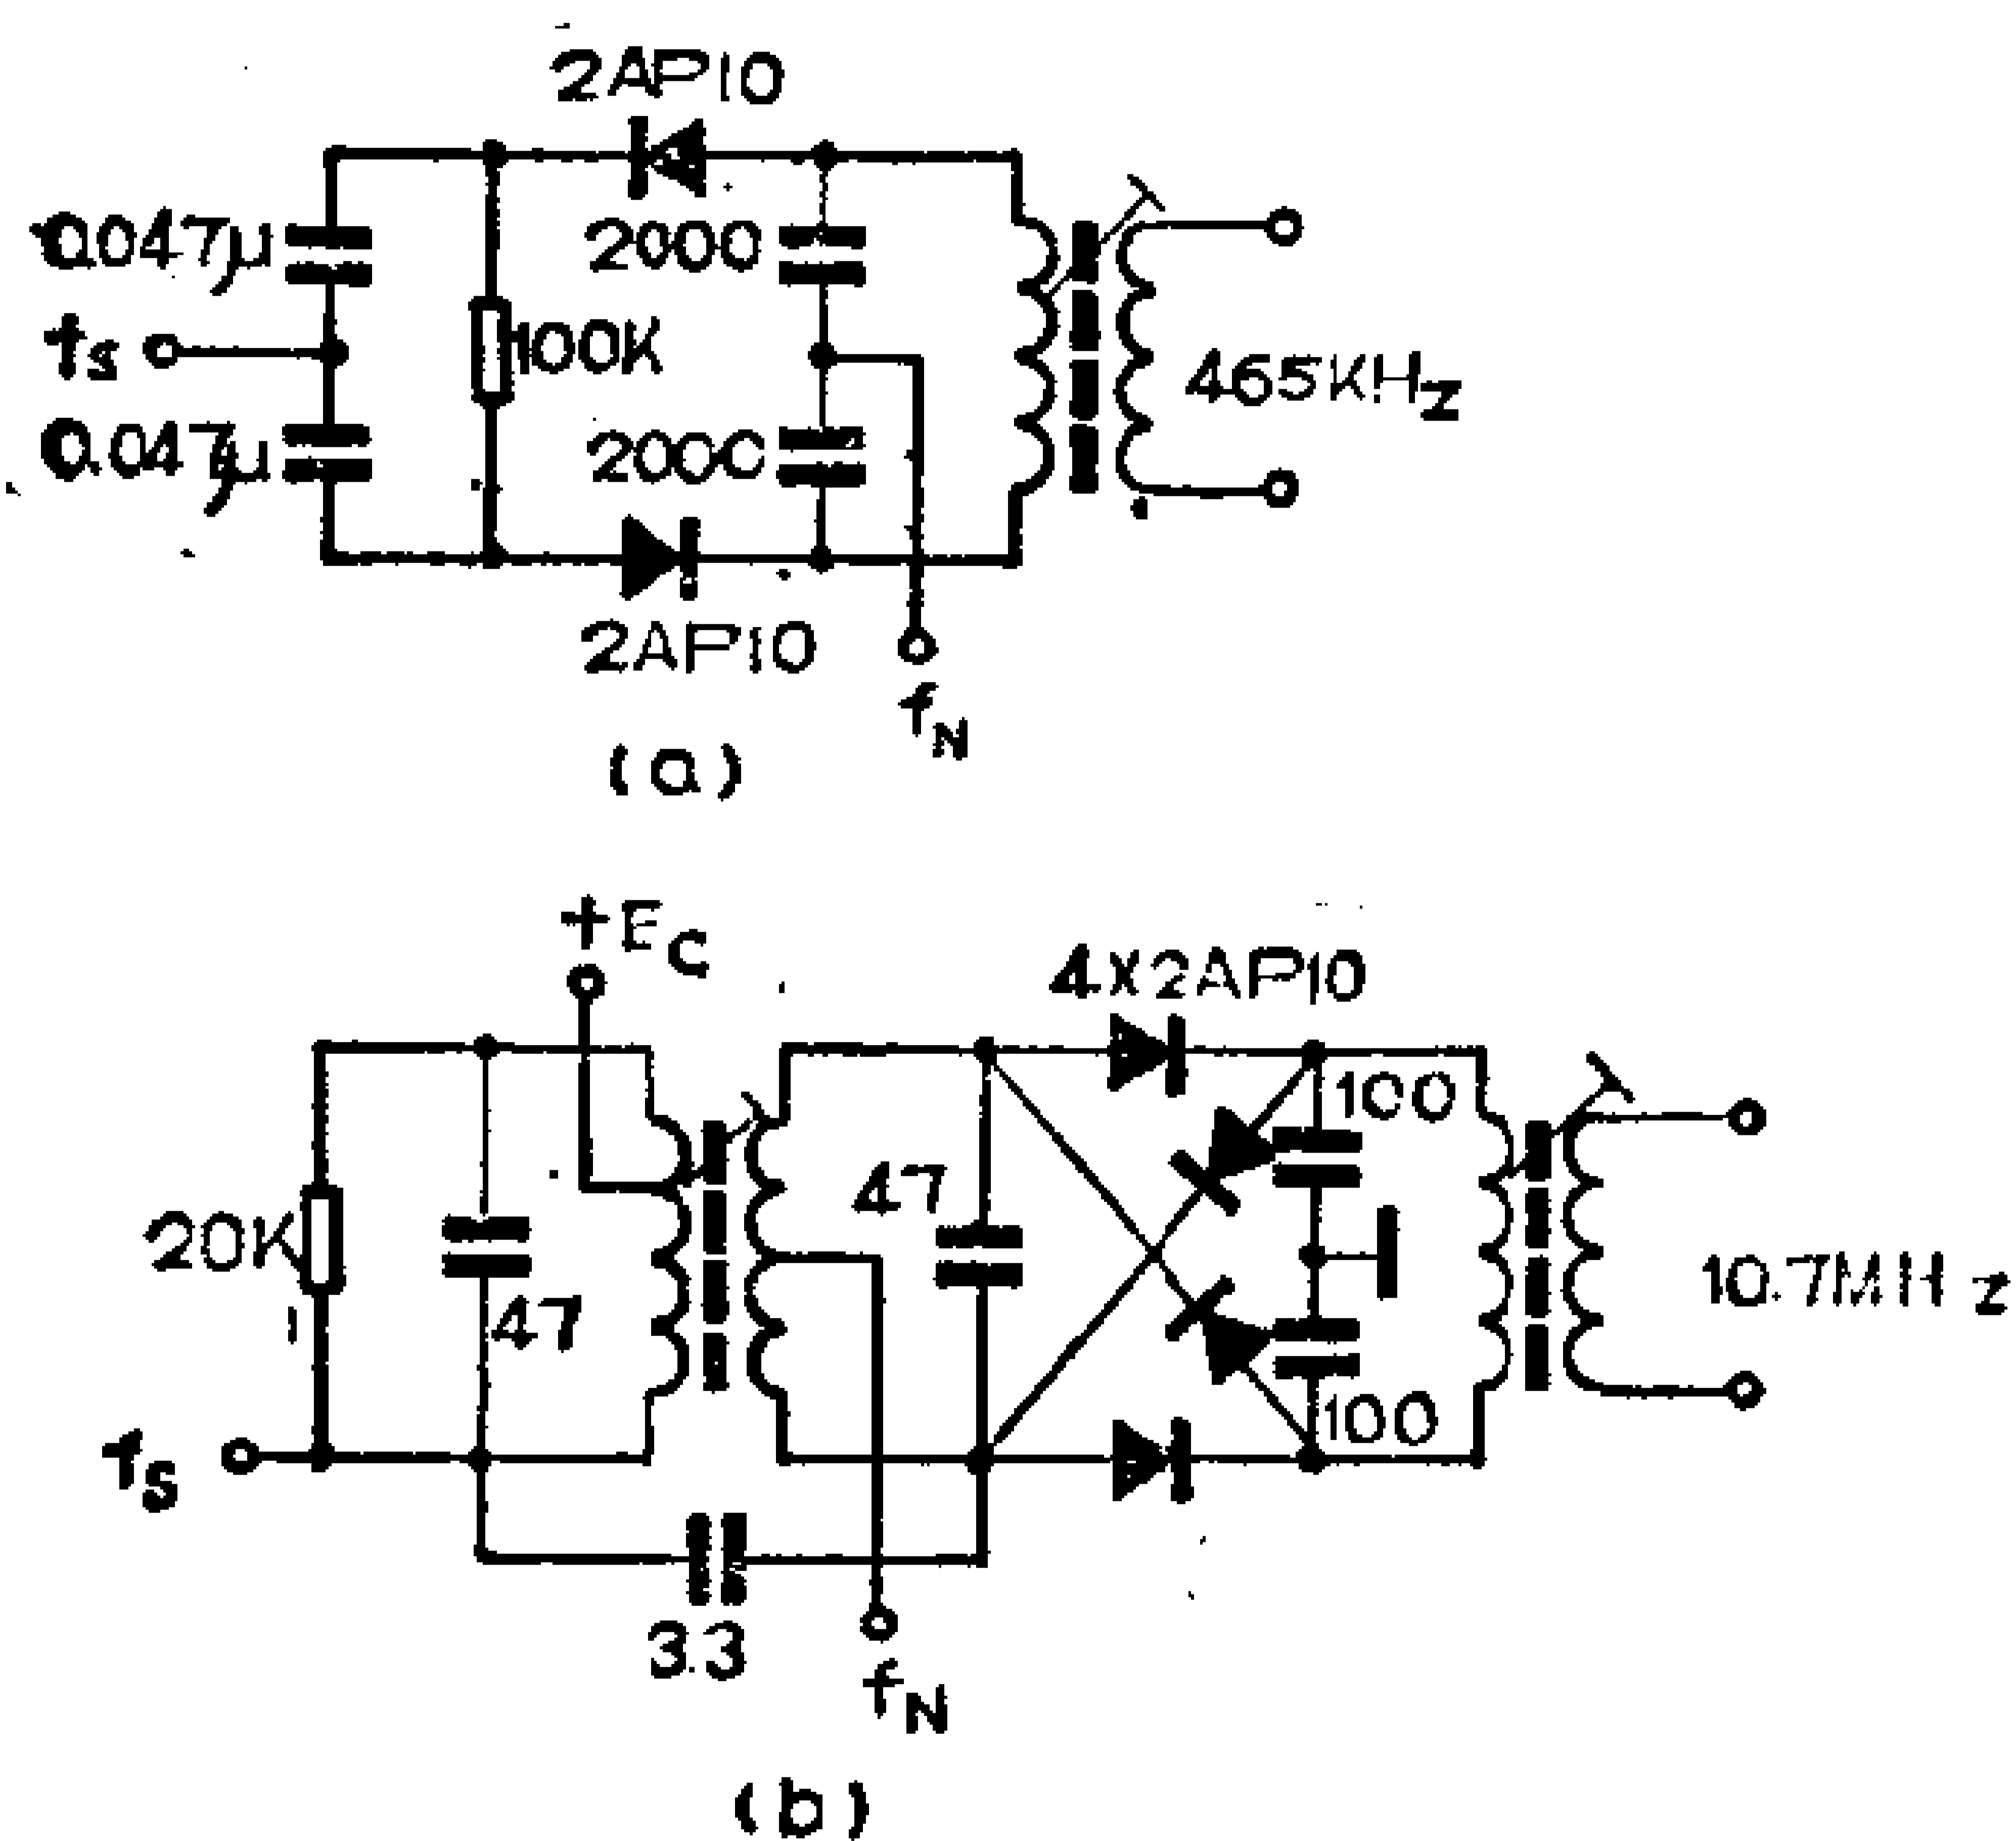 2AP10
0.047μ
2000
fs
100K
465KHz
0.047μ
2000
2AP10
fN
(a)
+EC
4X2AP10
100
47
20K
10.7MHz
47
100
fS
3.3
fN
(b)